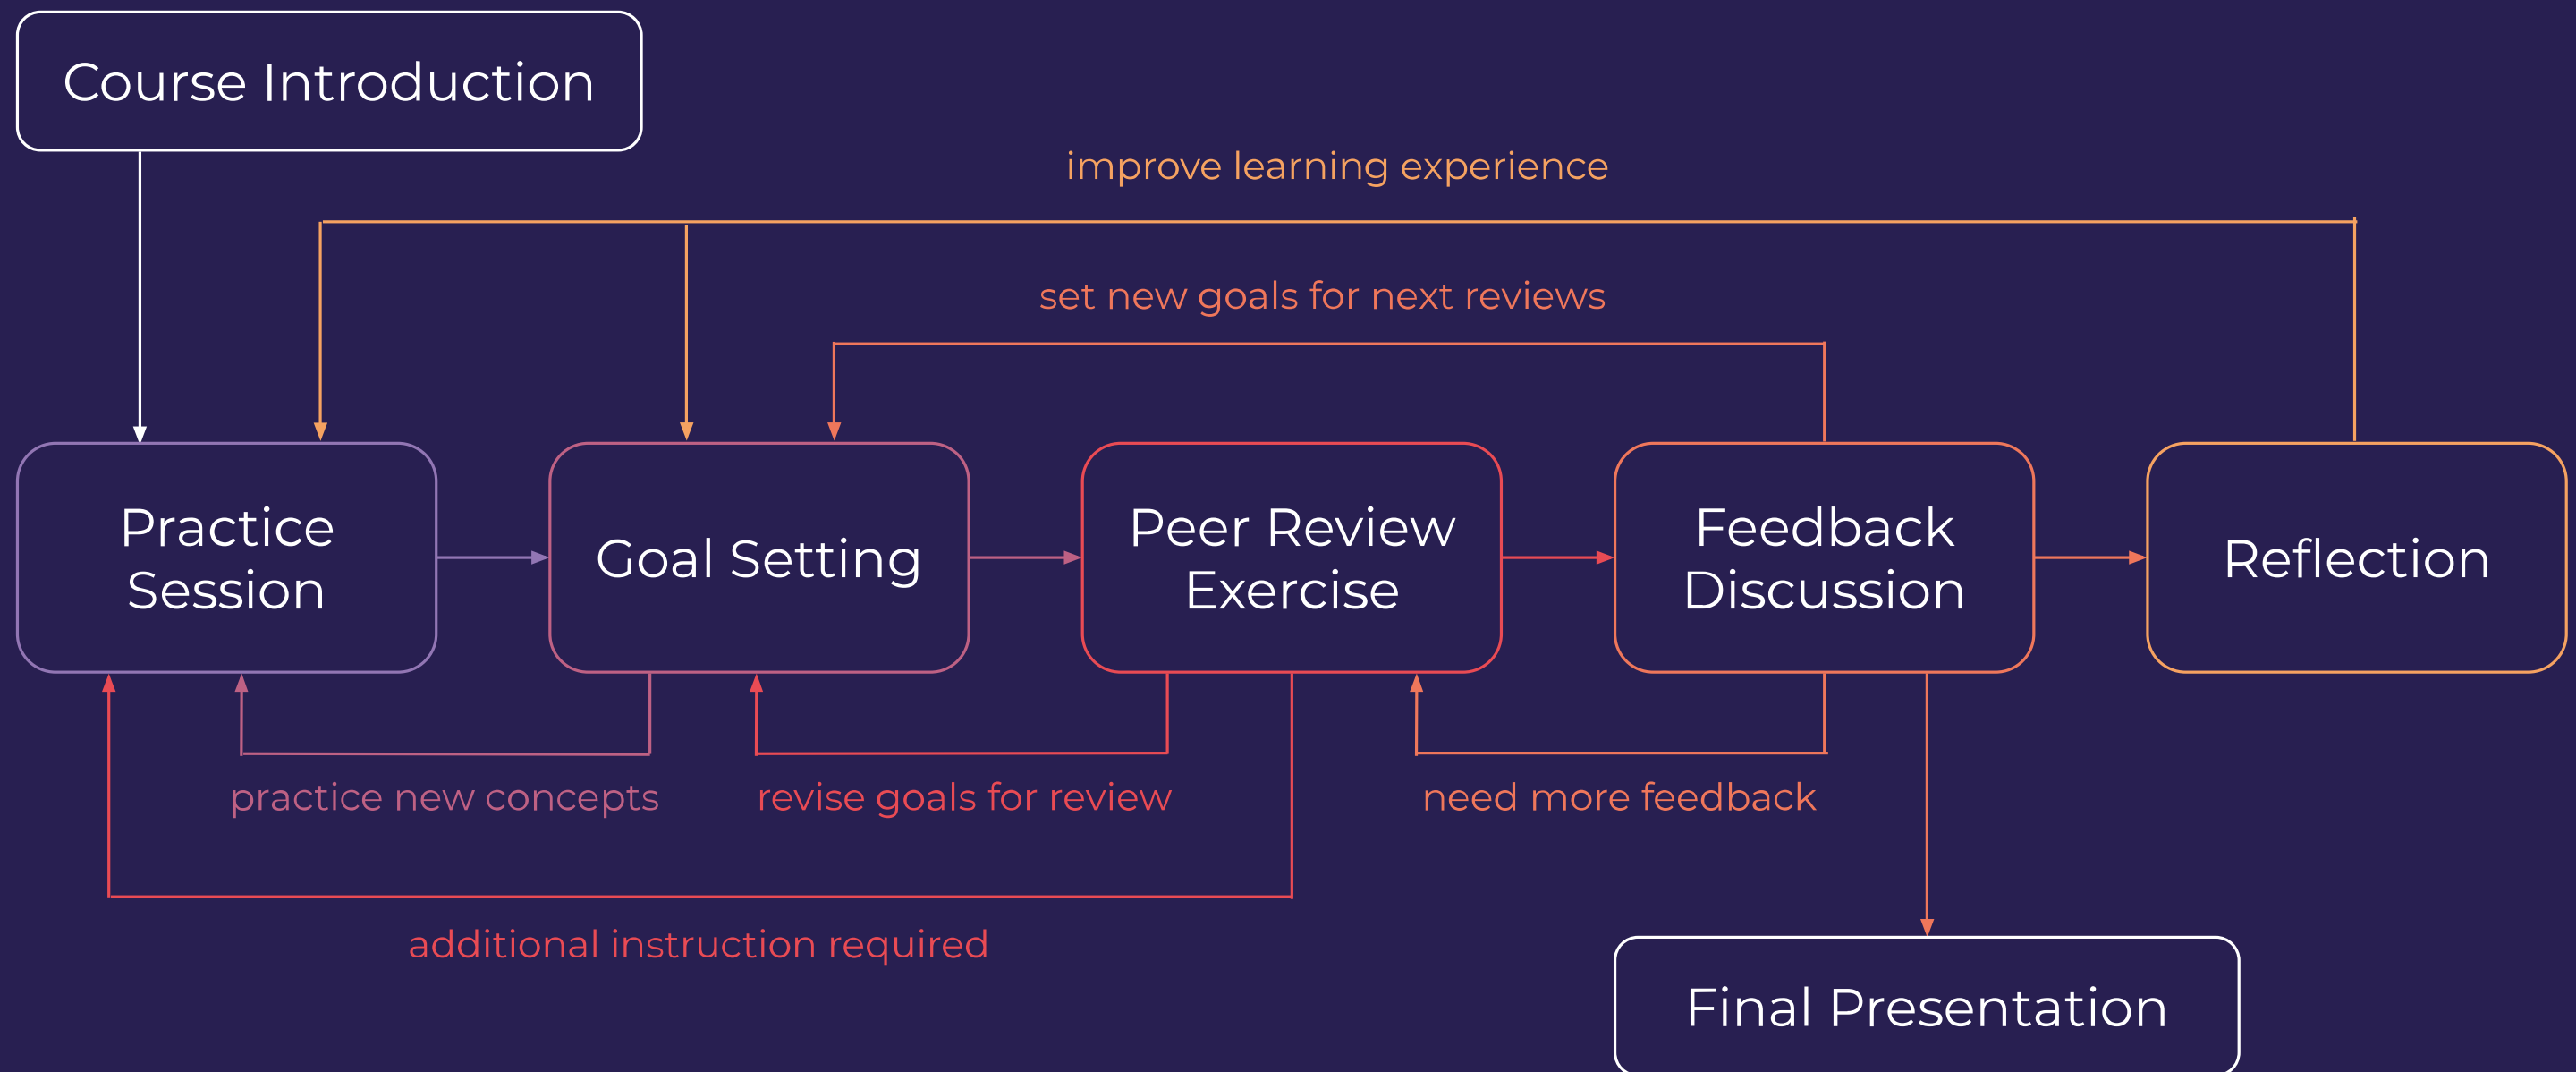 Course Introduction
improve learning experience
set new goals for next reviews
Practice
Session
Goal Setting
Peer Review
Exercise
Feedback
Discussion
Reflection
practice new concepts
revise goals for review
need more feedback
additional instruction required
Final Presentation